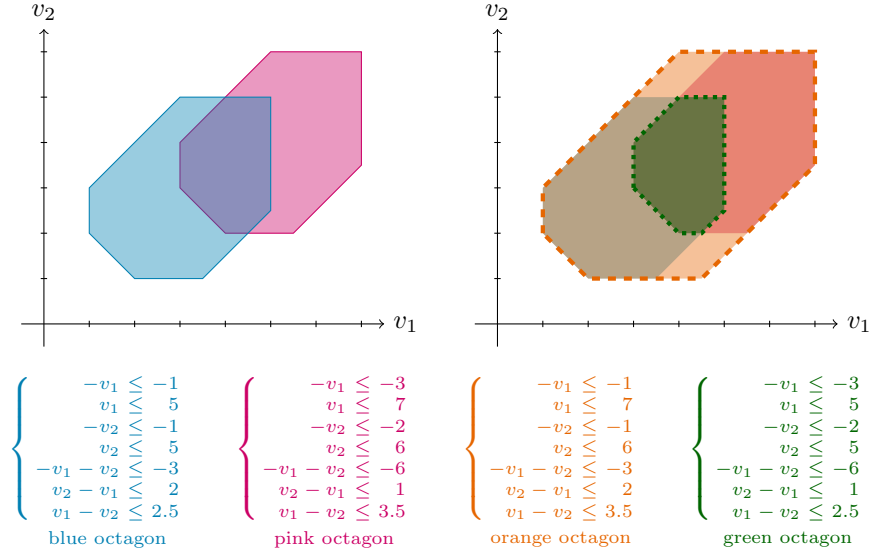 v₂
v₁
v₂
v₁
−v₁ ≤ −1
v₁ ≤ 5
−v₂ ≤ −1
v₂ ≤ 5
−v₁ − v₂ ≤ −3
v₂ − v₁ ≤ 2
v₁ − v₂ ≤ 2.5
blue octagon
−v₁ ≤ −3
v₁ ≤ 7
−v₂ ≤ −2
v₂ ≤ 6
−v₁ − v₂ ≤ −6
v₂ − v₁ ≤ 1
v₁ − v₂ ≤ 3.5
pink octagon
−v₁ ≤ −1
v₁ ≤ 7
−v₂ ≤ −1
v₂ ≤ 6
−v₁ − v₂ ≤ −3
v₂ − v₁ ≤ 2
v₁ − v₂ ≤ 3.5
orange octagon
−v₁ ≤ −3
v₁ ≤ 5
−v₂ ≤ −2
v₂ ≤ 5
−v₁ − v₂ ≤ −6
v₂ − v₁ ≤ 1
v₁ − v₂ ≤ 2.5
green octagon